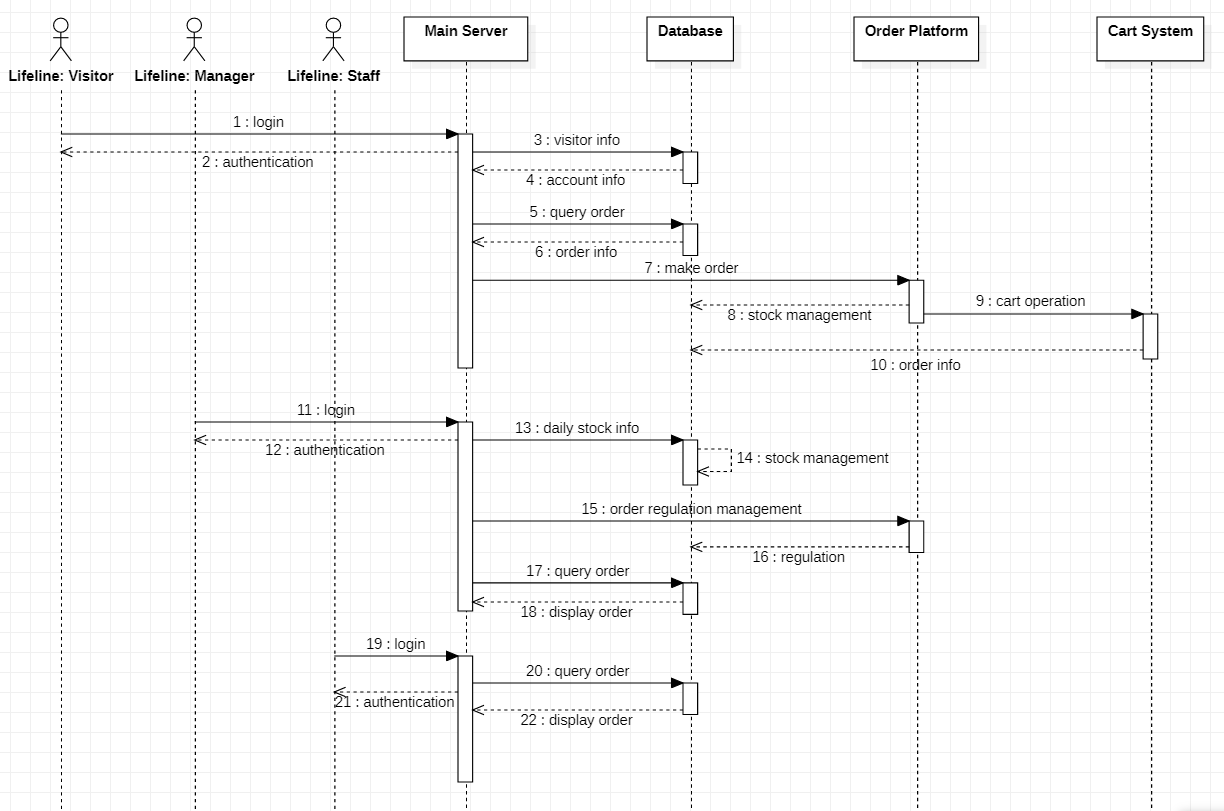 Main Server
Database
Order Platform
Cart System
Lifeline: Visitor
Lifeline: Manager
Lifeline: Staff
1 : login
2 : authentication
3 : visitor info
4 : account info
5 : query order
6 : order info
7 : make order
8 : stock management
9 : cart operation
10 : order info
11 : login
12 : authentication
13 : daily stock info
14 : stock management
15 : order regulation management
16 : regulation
17 : query order
18 : display order
19 : login
20 : query order
21 : authentication
22 : display order